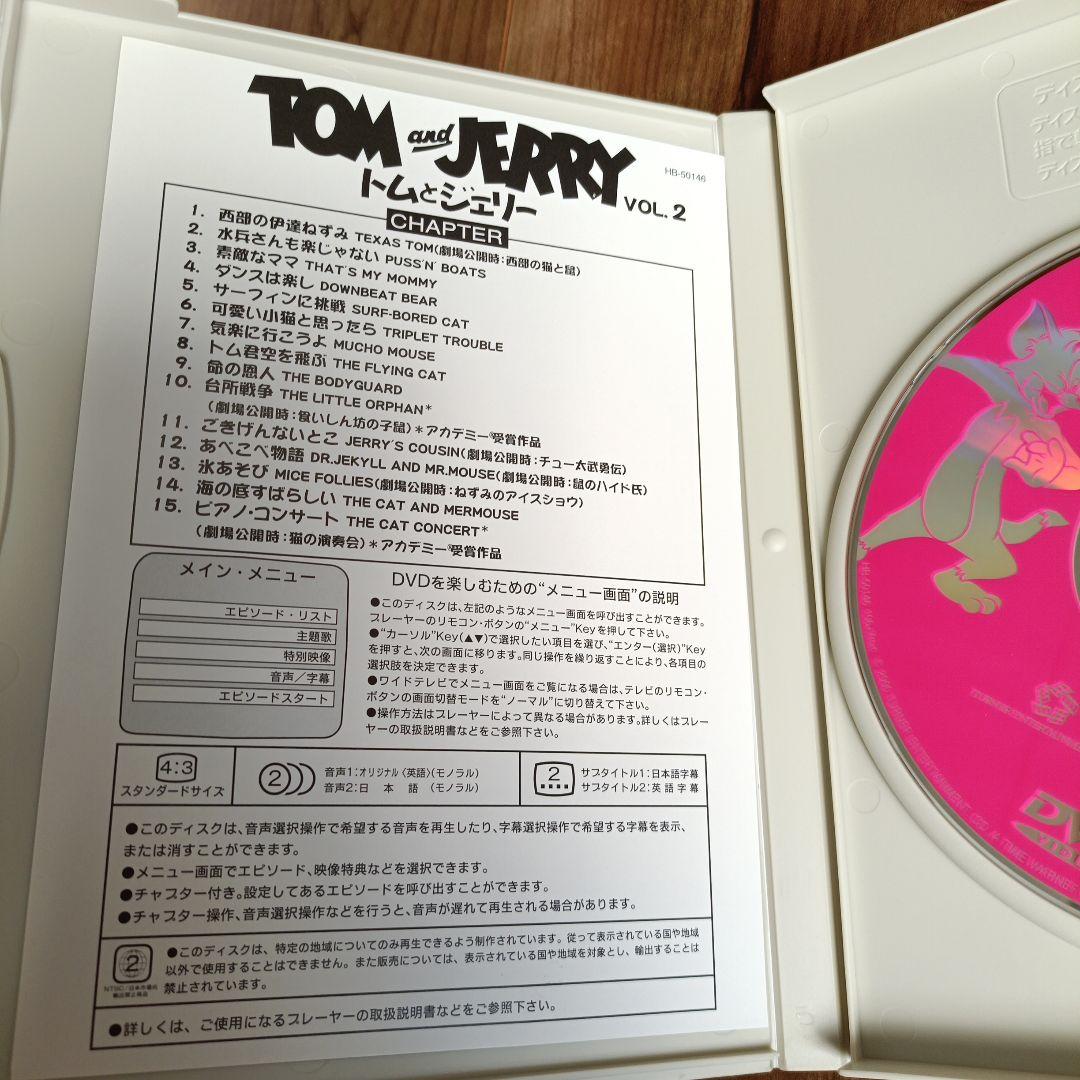 TOM and JERRY
トムとジェリー
VOL. 2
HB-50146
CHAPTER
1. 西部の伊達ねずみ TEXAS TOM(劇場公開時:西部の猫と鼠)
2. 水兵さんも楽じゃない PUSS'N' BOATS
3. 素敵なママ THAT'S MY MOMMY
4. ダンスは楽し DOWNBEAT BEAR
5. サーフィンに挑戦 SURF-BORED CAT
6. 可愛い小猫と思ったら TRIPLET TROUBLE
7. 気楽に行こうよ MUCHO MOUSE
8. トム君空を飛ぶ THE FLYING CAT
9. 命の恩人 THE BODYGUARD
10. 台所戦争 THE LITTLE ORPHAN*
(劇場公開時:食いしん坊の子鼠)*アカデミー®受賞作品
11. ごきげんないとこ JERRY'S COUSIN(劇場公開時:チュー太武勇伝)
12. あべこべ物語 DR.JEKYLL AND MR.MOUSE(劇場公開時:鼠のハイド氏)
13. 氷あそび MICE FOLLIES(劇場公開時:ねずみのアイスショウ)
14. 海の底すばらしい THE CAT AND MERMOUSE
15. ピアノ・コンサート THE CAT CONCERT*
(劇場公開時:猫の演奏会)*アカデミー®受賞作品
メイン・メニュー
エピソード・リスト
主題歌
特別映像
音声/字幕
エピソードスタート
DVDを楽しむための"メニュー画面"の説明
●このディスクは、左記のようなメニュー画面を呼び出すことができます。
プレーヤーのリモコン・ボタンの"メニュー"Keyを押して下さい。
●"カーソル"Key(▲▼)で選択したい項目を選び、"エンター(選択)"Key
を押すと、次の画面に移ります。同じ操作を繰り返すことにより、各項目の
選択肢を決定できます。
●ワイドテレビでメニュー画面をご覧になる場合は、テレビのリモコン・
ボタンの画面切替モードを"ノーマル"に切り替えて下さい。
●操作方法はプレーヤーによって異なる場合があります。詳しくはプレー
ヤーの取扱説明書などをご参照下さい。
4:3
スタンダードサイズ
2
音声1:オリジナル〈英語〉(モノラル)
音声2:日 本 語 (モノラル)
2
サブタイトル1:日本語字幕
サブタイトル2:英語字幕
●このディスクは、音声選択操作で希望する音声を再生したり、字幕選択操作で希望する字幕を表示、
または消すことができます。
●メニュー画面でエピソード、映像特典などを選択できます。
●チャプター付き。設定してあるエピソードを呼び出すことができます。
●チャプター操作、音声選択操作などを行うと、音声が遅れて再生される場合があります。
2
NTSC/日本市場向
輸出禁止商品
●このディスクは、特定の地域についてのみ再生できるよう制作されています。従って表示されている国や地域
以外で使用することはできません。また販売については、表示されている国や地域を対象とし、輸出することは
禁止されています。
●詳しくは、ご使用になるプレーヤーの取扱説明書などをご参照下さい。